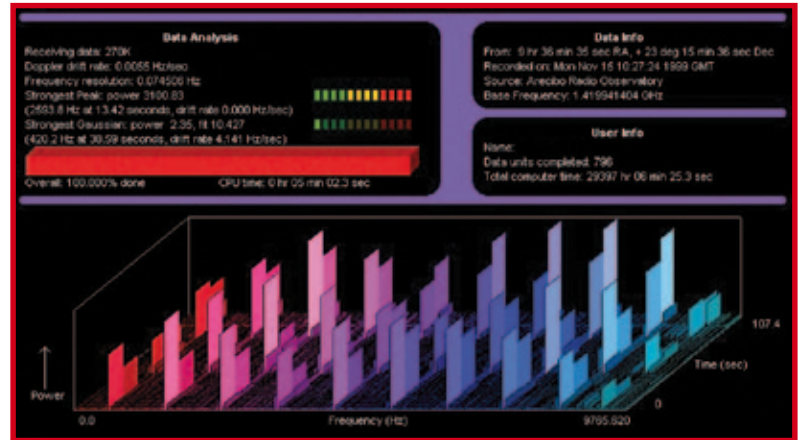 Data Analysis
Receiving data: 270K
Doppler drift rate: 0.0055 Hz/sec
Frequency resolution: 0.074506 Hz
Strongest Peak: power 3100.83
(2593.8 Hz at 13.42 seconds, drift rate 0.000 Hz/sec)
Strongest Gaussian: power 2.35, fit 10.427
(420.2 Hz at 38.59 seconds, drift rate 4.141 Hz/sec)
Overall: 100.000% done CPU time: 0 hr 05 min 02.3 sec
Data Info
From: 9 hr 36 min 35 sec RA, + 23 deg 15 min 36 sec Dec
Recorded on: Mon Nov 15 10:27:24 1999 GMT
Source: Arecibo Radio Observatory
Base Frequency: 1.419941404 GHz
User Info
Name:
Data units completed: 796
Total computer time: 29397 hr 06 min 25.3 sec
Power
0.0
Frequency (Hz)
9765.620
0
Time (sec)
107.4